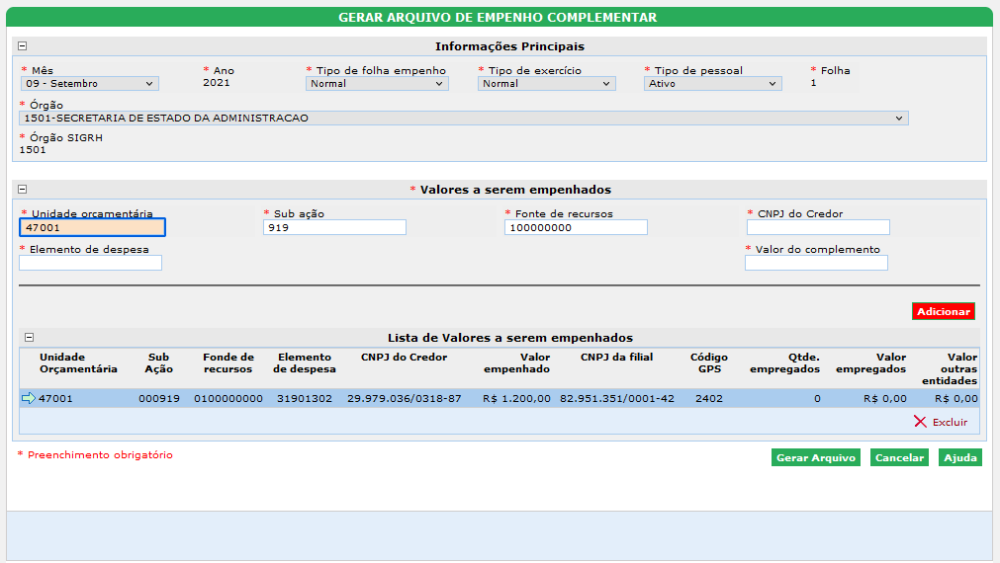 GERAR ARQUIVO DE EMPENHO COMPLEMENTAR
Informações Principais
* Mês * Ano * Tipo de folha empenho * Tipo de exercício * Tipo de pessoal * Folha
09 - Setembro 2021 Normal Normal Ativo 1
* Órgão
1501-SECRETARIA DE ESTADO DA ADMINISTRACAO
* Órgão SIGRH
1501
* Valores a serem empenhados
* Unidade orçamentária * Sub ação * Fonte de recursos * CNPJ do Credor
47001 919 100000000
* Elemento de despesa * Valor do complemento
Adicionar
Lista de Valores a serem empenhados
Unidade Sub Fonde de Elemento CNPJ do Credor Valor CNPJ da filial Código Qtde. Valor Valor
Orçamentária Ação recursos de despesa empenhado GPS empregados empregados outras
entidades
47001 000919 0100000000 31901302 29.979.036/0318-87 R$ 1.200,00 82.951.351/0001-42 2402 0 R$ 0,00 R$ 0,00
Excluir
* Preenchimento obrigatório Gerar Arquivo Cancelar Ajuda